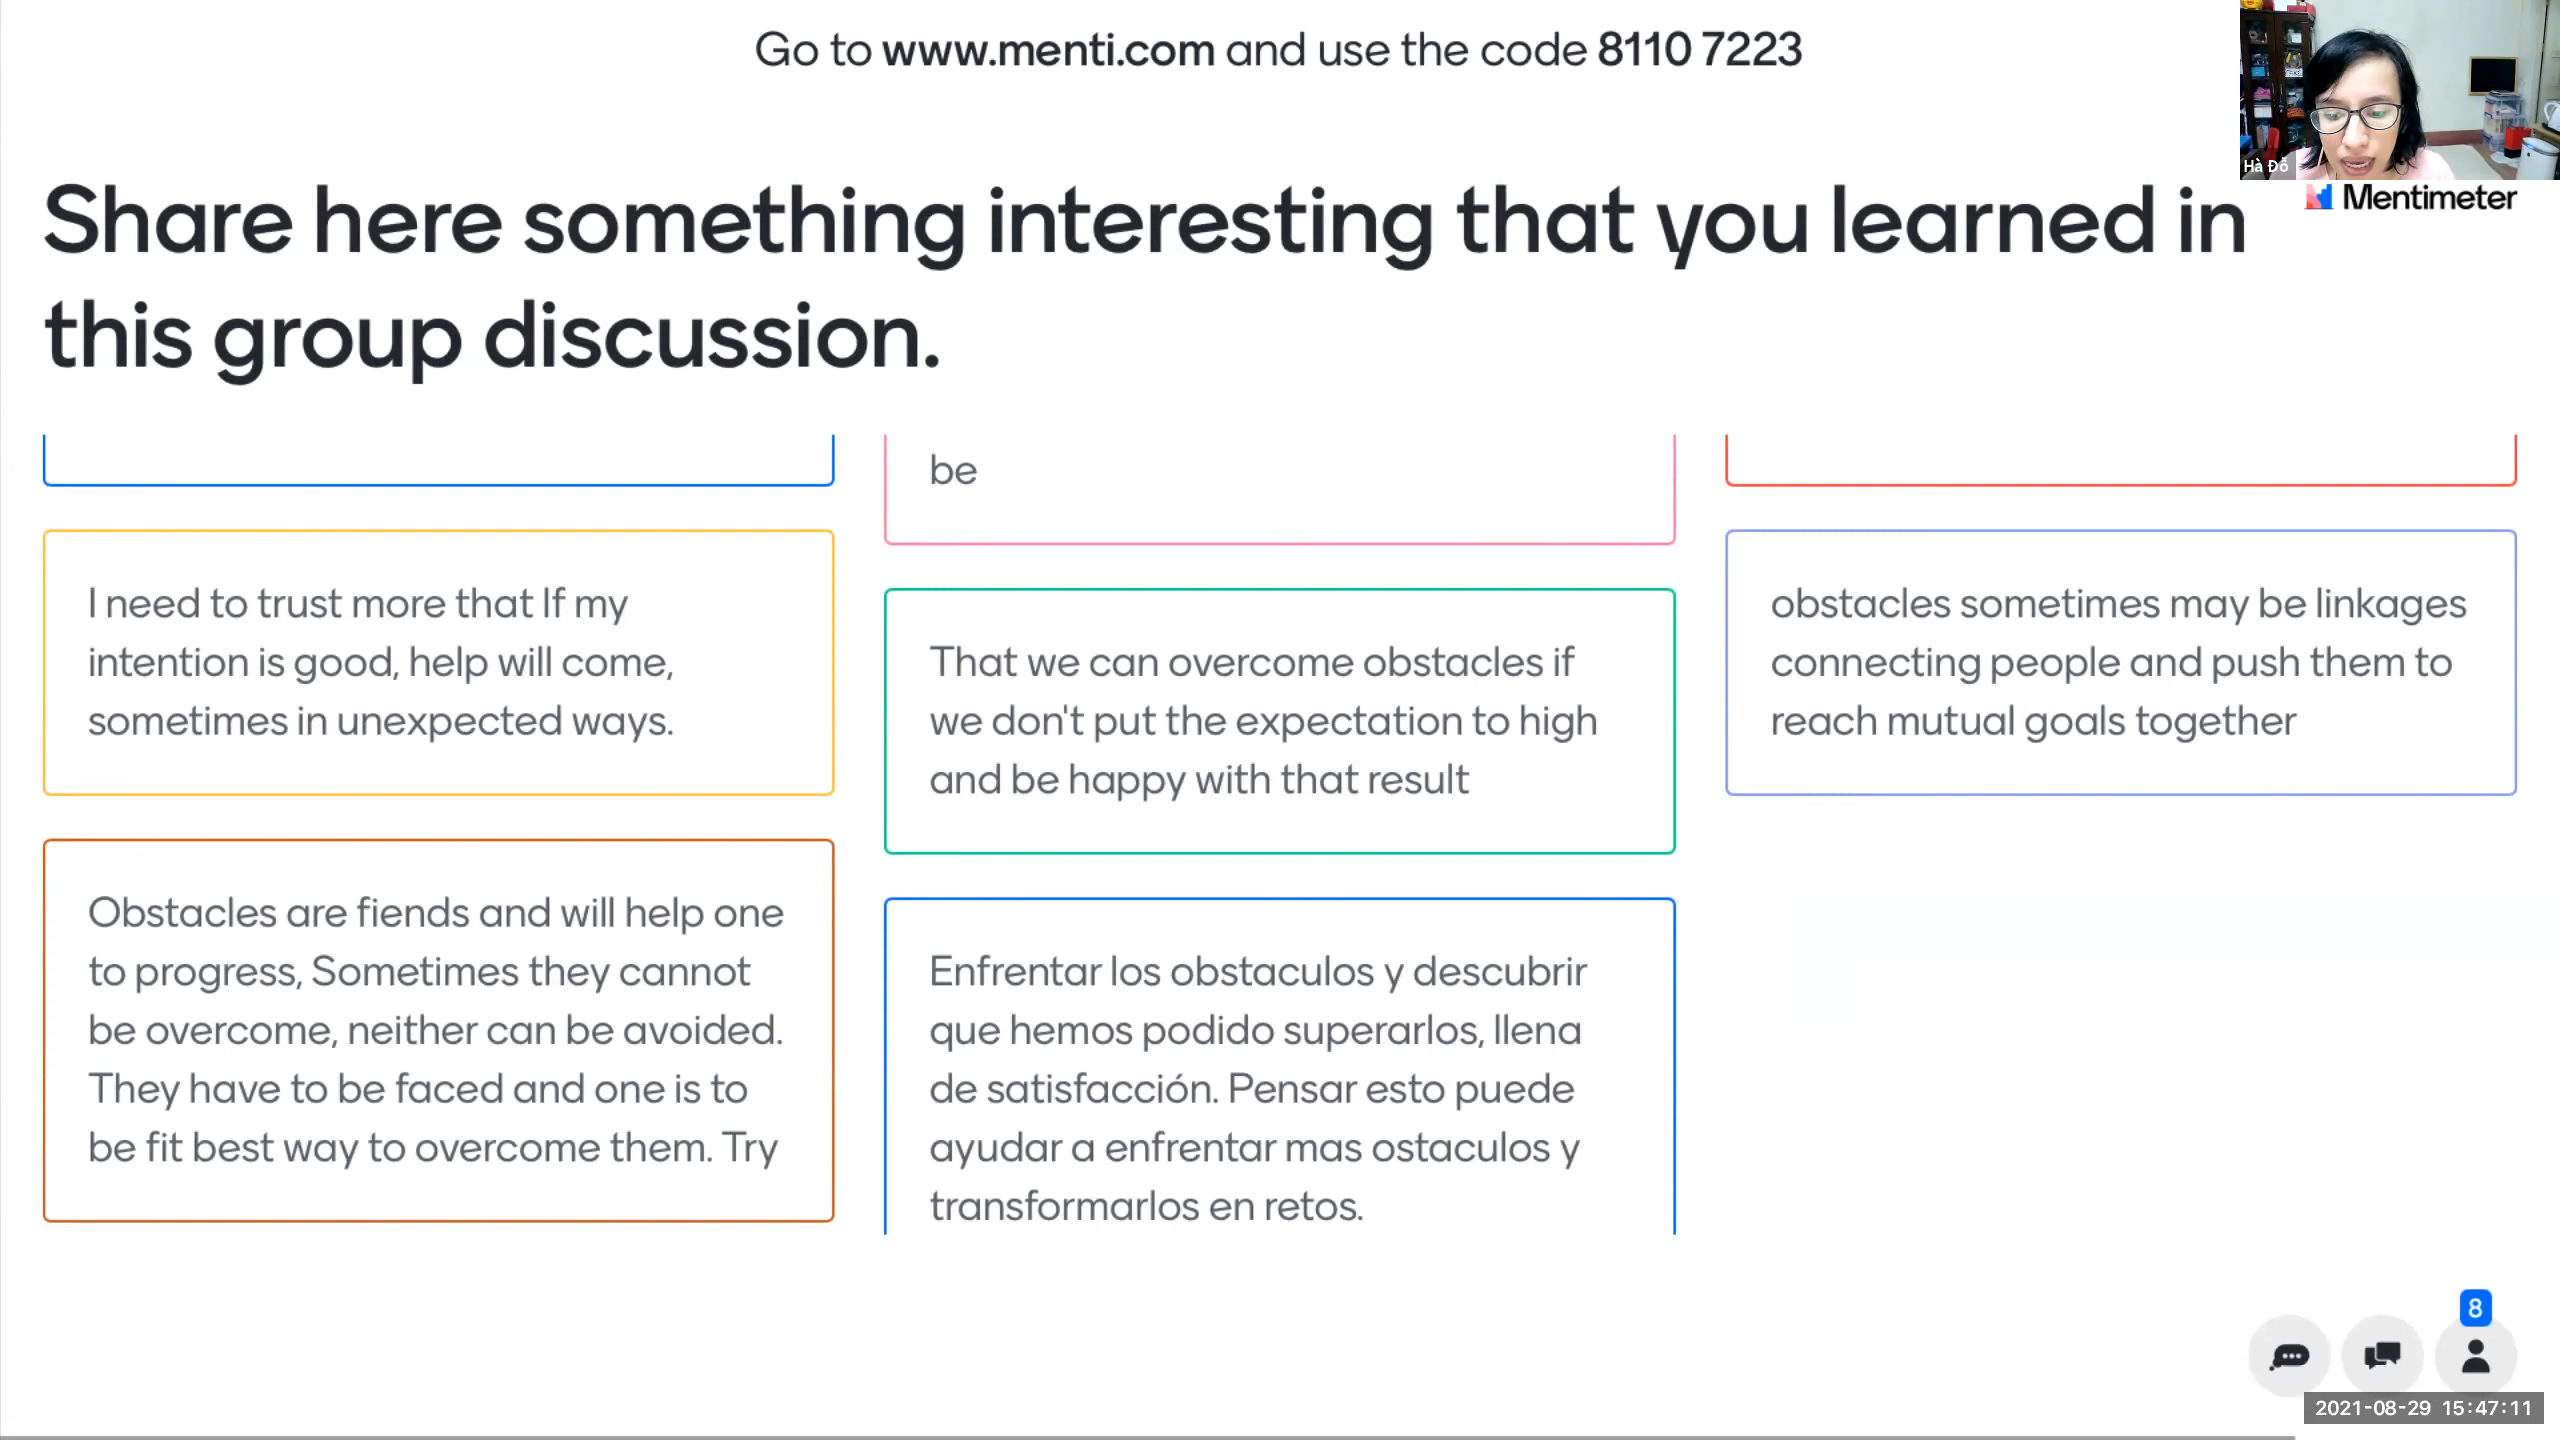 Go to www.menti.com and use the code 8110 7223
Hà Đỗ
Mentimeter
Share here something interesting that you learned in
this group discussion.
be
I need to trust more that If my
intention is good, help will come,
sometimes in unexpected ways.
That we can overcome obstacles if
we don't put the expectation to high
and be happy with that result
obstacles sometimes may be linkages
connecting people and push them to
reach mutual goals together
Obstacles are fiends and will help one
to progress, Sometimes they cannot
be overcome, neither can be avoided.
They have to be faced and one is to
be fit best way to overcome them. Try
Enfrentar los obstaculos y descubrir
que hemos podido superarlos, llena
de satisfacción. Pensar esto puede
ayudar a enfrentar mas ostaculos y
transformarlos en retos.
8
2021-08-29 15:47:11